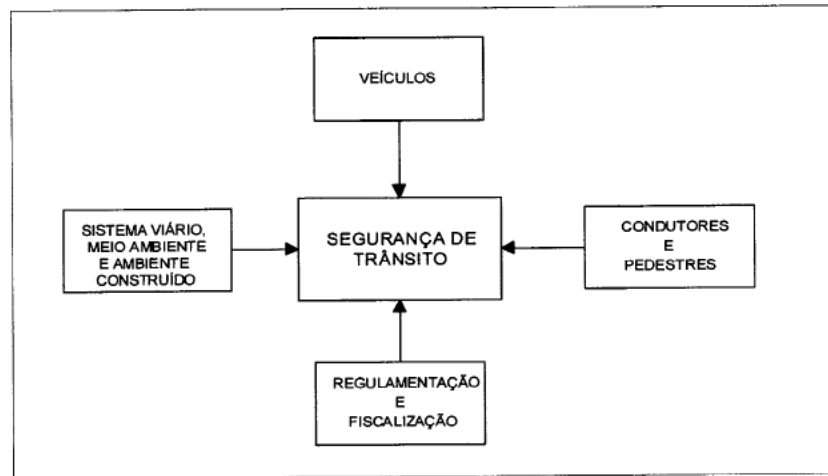 VEÍCULOS
SISTEMA VIÁRIO,
MEIO AMBIENTE
E AMBIENTE
CONSTRUÍDO
SEGURANÇA DE
TRÂNSITO
CONDUTORES
E
PEDESTRES
REGULAMENTAÇÃO
E
FISCALIZAÇÃO